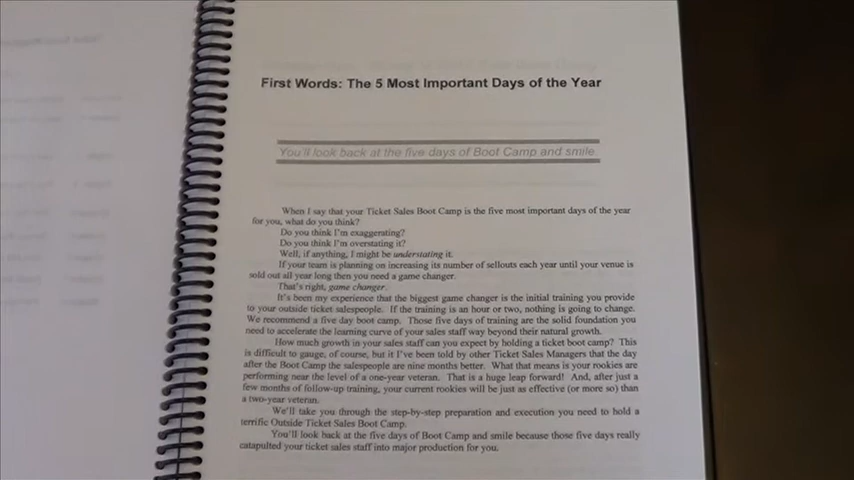 First Words: The 5 Most Important Days of the Year
You'll look back at the five days of Boot Camp and smile
When I say that your Ticket Sales Boot Camp is the five most important days of the year
for you, what do you think?
Do you think I'm exaggerating?
Do you think I'm overstating it?
Well, if anything, I might be understating it.
If your team is planning on increasing its number of sellouts each year until your venue is
sold out all year long then you need a game changer.
That's right, game changer.
It's been my experience that the biggest game changer is the initial training you provide
to your outside ticket salespeople. If the training is an hour or two, nothing is going to change.
We recommend a five day boot camp. Those five days of training are the solid foundation you
need to accelerate the learning curve of your sales staff way beyond their natural growth.
How much growth in your sales staff can you expect by holding a ticket boot camp? This
is difficult to gauge, of course, but it I've been told by other Ticket Sales Managers that the day
after the Boot Camp the salespeople are nine months better. What that means is your rookies are
performing near the level of a one-year veteran. That is a huge leap forward! And, after just a
few months of follow-up training, your current rookies will be just as effective (or more so) than
a two-year veteran.
We'll take you through the step-by-step preparation and execution you need to hold a
terrific Outside Ticket Sales Boot Camp.
You'll look back at the five days of Boot Camp and smile because those five days really
catapulted your ticket sales staff into major production for you.